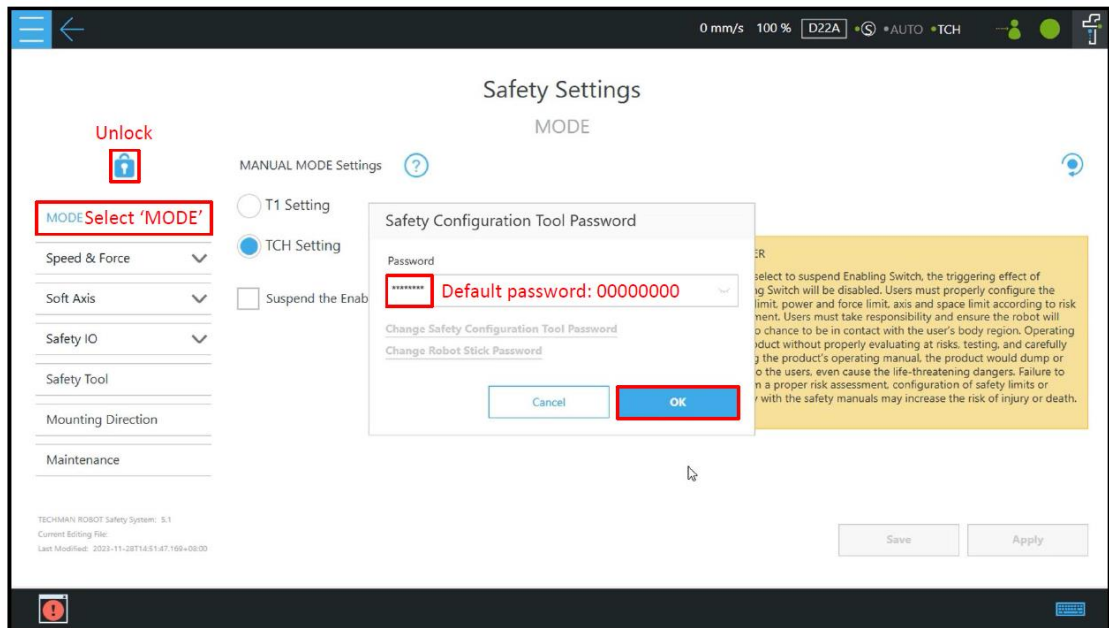 0 mm/s 100 % D22A S AUTO TCH
Safety Settings
MODE
Unlock
MANUAL MODE Settings ?
MODE Select ‘MODE’
Speed & Force
Soft Axis
Safety IO
Safety Tool
Mounting Direction
Maintenance
T1 Setting
TCH Setting
Suspend the Enab
Safety Configuration Tool Password
Password
******** Default password: 00000000
Change Safety Configuration Tool Password
Change Robot Stick Password
Cancel OK
ER
select to suspend Enabling Switch, the triggering effect of
g Switch will be disabled. Users must properly configure the
limit, power and force limit, axis and space limit according to risk
ment. Users must take responsibility and ensure the robot will
o chance to be in contact with the user's body region. Operating
oduct without properly evaluating at risks, testing, and carefully
g the product's operating manual, the product would dump or
o the users, even cause the life-threatening dangers. Failure to
m a proper risk assessment, configuration of safety limits or
with the safety manuals may increase the risk of injury or death.
TECHMAN ROBOT Safety System: 5.1
Current Editing File:
Last Modified: 2023-11-28T14:51:47.169+08:00
Save Apply